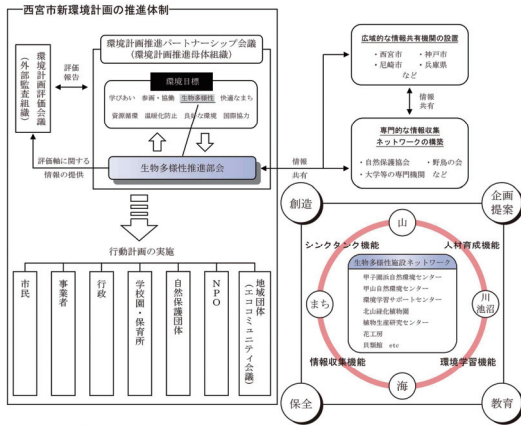 西宮市新環境計画の推進体制
環境計画評価会議
(外部監査組織)
評価
報告
環境計画推進パートナーシップ会議
(環境計画推進母体組織)
環境目標
学びあい 参画・協働 生物多様性 快適なまち
資源循環 温暖化防止 良好な環境 国際協力
評価軸に関する
情報の提供
生物多様性推進部会
情報
共有
行動計画の実施
市民
事業者
行政
学校園・保育所
自然保護団体
NPO
地域団体
(エココミュニティ会議)
広域的な情報共有機関の設置
・西宮市 ・神戸市
・尼崎市 ・兵庫県
など
情報
共有
専門的な情報収集
ネットワークの構築
・自然保護協会 ・野鳥の会
・大学等の専門機関 など
創造
企画
提案
山
シンクタンク機能
人材育成機能
生物多様性施設ネットワーク
甲子園浜自然環境センター
甲山自然環境センター
環境学習サポートセンター
北山緑化植物園
植物生産研究センター
花工房
貝類館 etc
まち
川
池沼
情報収集機能
環境学習機能
海
保全
教育